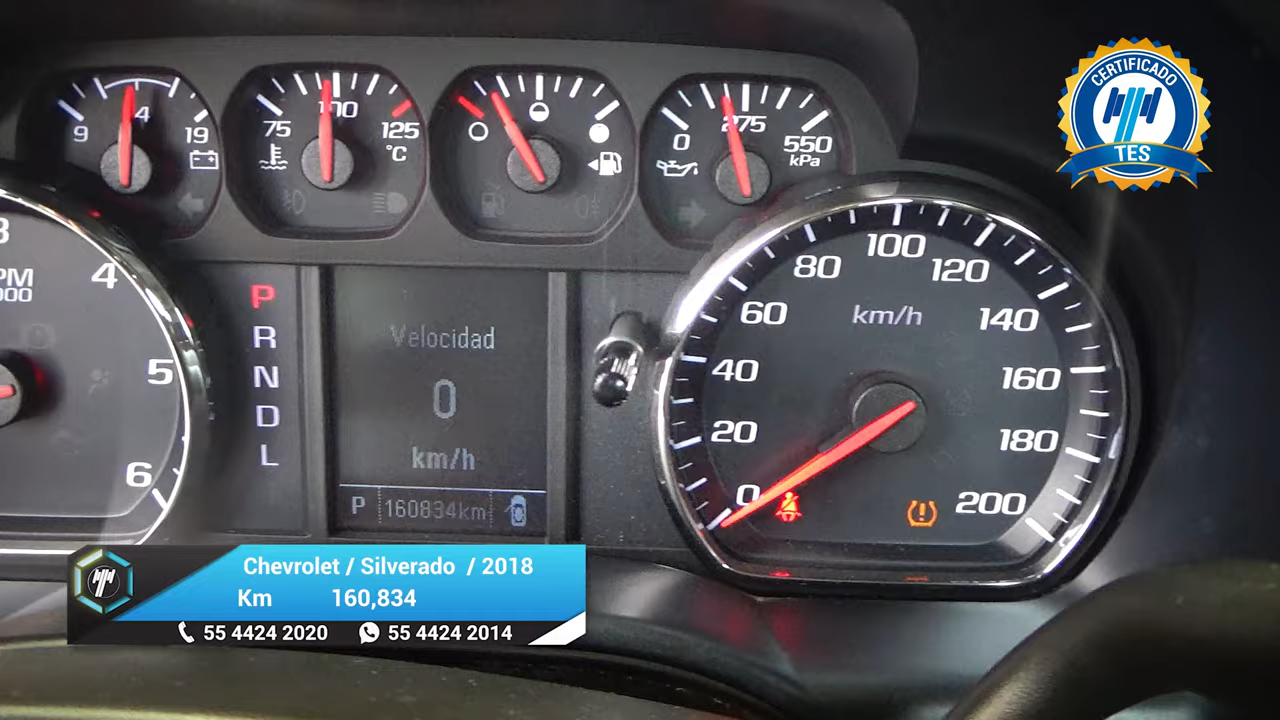 CERTIFICADO
TES
9 4 19
75 100 125
°C
0 275 550
kPa
4
5
6
P
R
N
D
L
Velocidad
0
km/h
P 160834km
0
20
40
60
80
100
120
140
160
180
200
km/h
Chevrolet / Silverado / 2018
Km 160,834
55 4424 2020 55 4424 2014